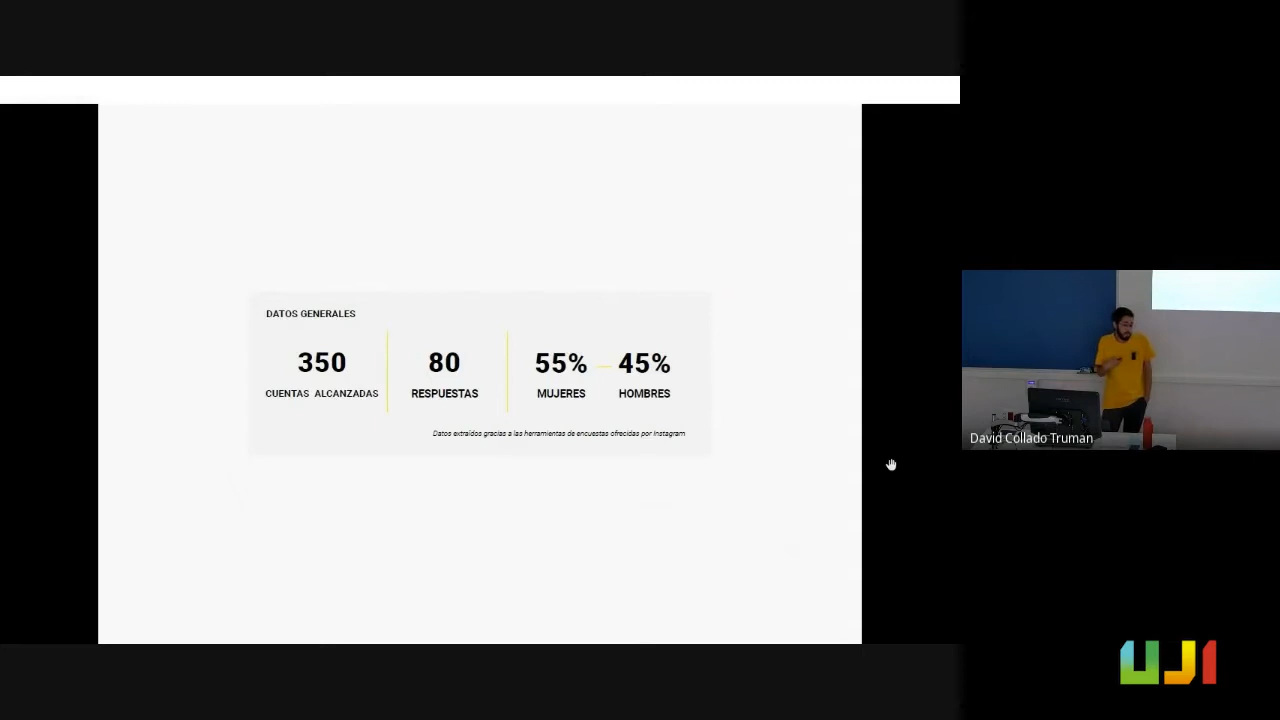 DATOS GENERALES
350
80
55% — 45%
CUENTAS ALCANZADAS
RESPUESTAS
MUJERES
HOMBRES
Datos extraídos gracias a las herramientas de encuestas ofrecidas por Instagram
David Collado Truman
UJI